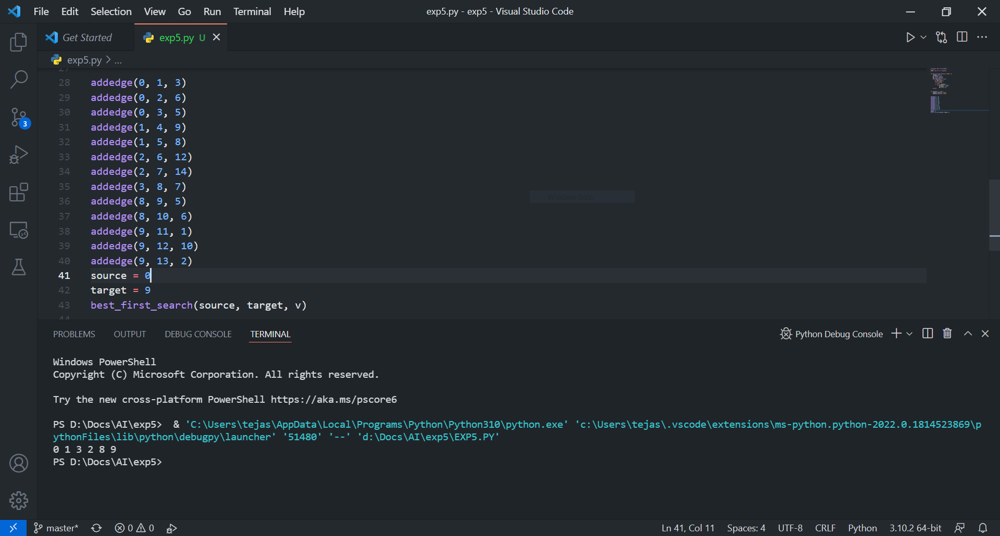 File Edit Selection View Go Run Terminal Help exp5.py - exp5 - Visual Studio Code
Get Started exp5.py U
exp5.py > ...
27
28 addedge(0, 1, 3)
29 addedge(0, 2, 6)
30 addedge(0, 3, 5)
31 addedge(1, 4, 9)
32 addedge(1, 5, 8)
33 addedge(2, 6, 12)
34 addedge(2, 7, 14)
35 addedge(3, 8, 7)
Window Snip
36 addedge(8, 9, 5)
37 addedge(8, 10, 6)
38 addedge(9, 11, 1)
39 addedge(9, 12, 10)
40 addedge(9, 13, 2)
41 source = 0
42 target = 9
43 best_first_search(source, target, v)
44
3
PROBLEMS OUTPUT DEBUG CONSOLE TERMINAL Python Debug Console
Windows PowerShell
Copyright (C) Microsoft Corporation. All rights reserved.
Try the new cross-platform PowerShell https://aka.ms/pscore6
PS D:\Docs\AI\exp5>  & 'C:\Users\tejas\AppData\Local\Programs\Python\Python310\python.exe' 'c:\Users\tejas\.vscode\extensions\ms-python.python-2022.0.1814523869\p
ythonFiles\lib\python\debugpy\launcher' '51480' '--' 'd:\Docs\AI\exp5\EXP5.PY'
0 1 3 2 8 9
PS D:\Docs\AI\exp5>
master* 0 0 Ln 41, Col 11 Spaces: 4 UTF-8 CRLF Python 3.10.2 64-bit